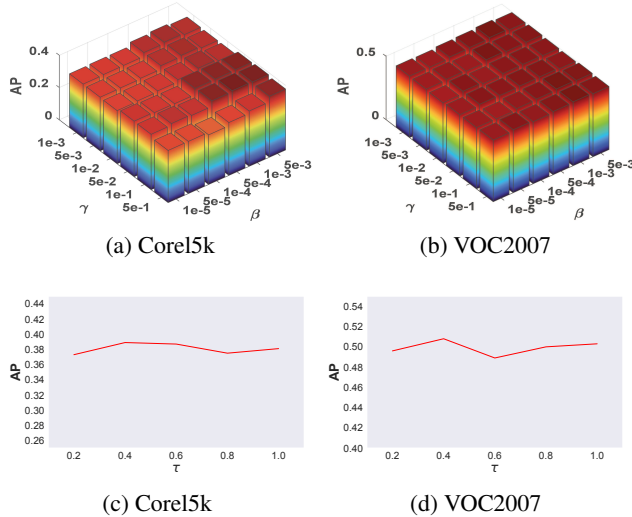 0.4
0.2
0
AP
1e-3
5e-3
1e-2
5e-2
1e-1
5e-1
γ
1e-5
5e-5
1e-4
5e-4
1e-3
5e-3
β
(a) Corel5k
0.5
0
AP
1e-3
5e-3
1e-2
5e-2
1e-1
5e-1
γ
1e-5
5e-5
1e-4
5e-4
1e-3
5e-3
β
(b) VOC2007
0.44
0.42
0.40
0.38
0.36
0.34
0.32
0.30
0.28
0.26
AP
0.2 0.4 0.6 0.8 1.0
τ
(c) Corel5k
0.54
0.52
0.50
0.48
0.46
0.44
0.42
0.40
AP
0.2 0.4 0.6 0.8 1.0
τ
(d) VOC2007